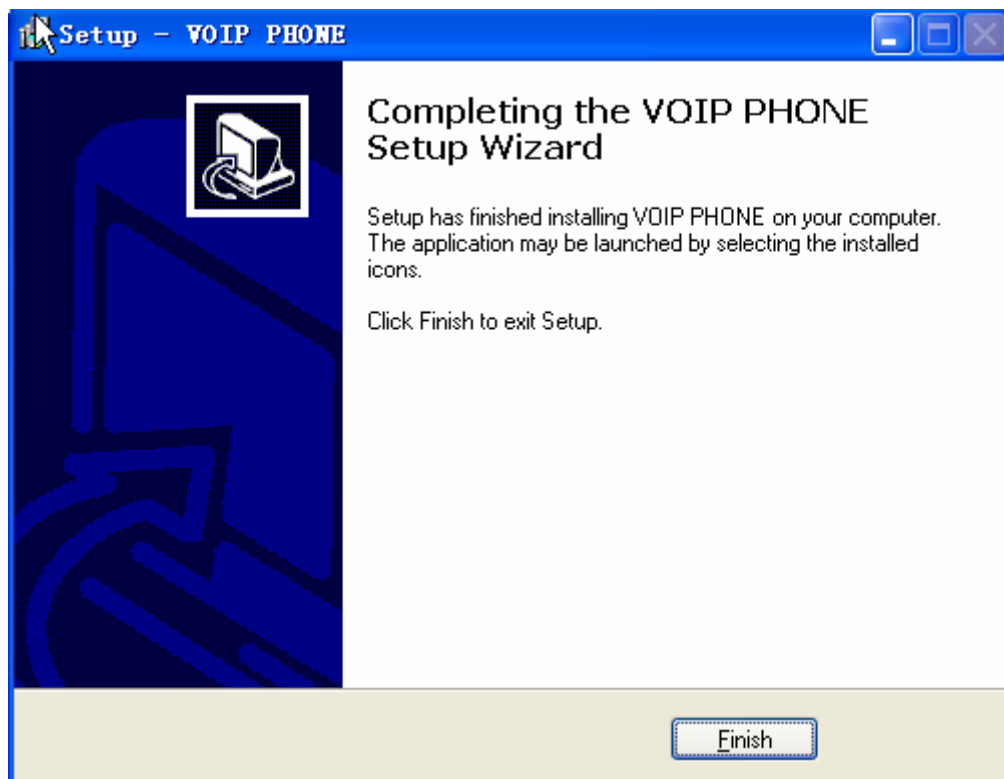 Setup - VOIP PHONE
Completing the VOIP PHONE
Setup Wizard
Setup has finished installing VOIP PHONE on your computer.
The application may be launched by selecting the installed
icons.
Click Finish to exit Setup.
Finish